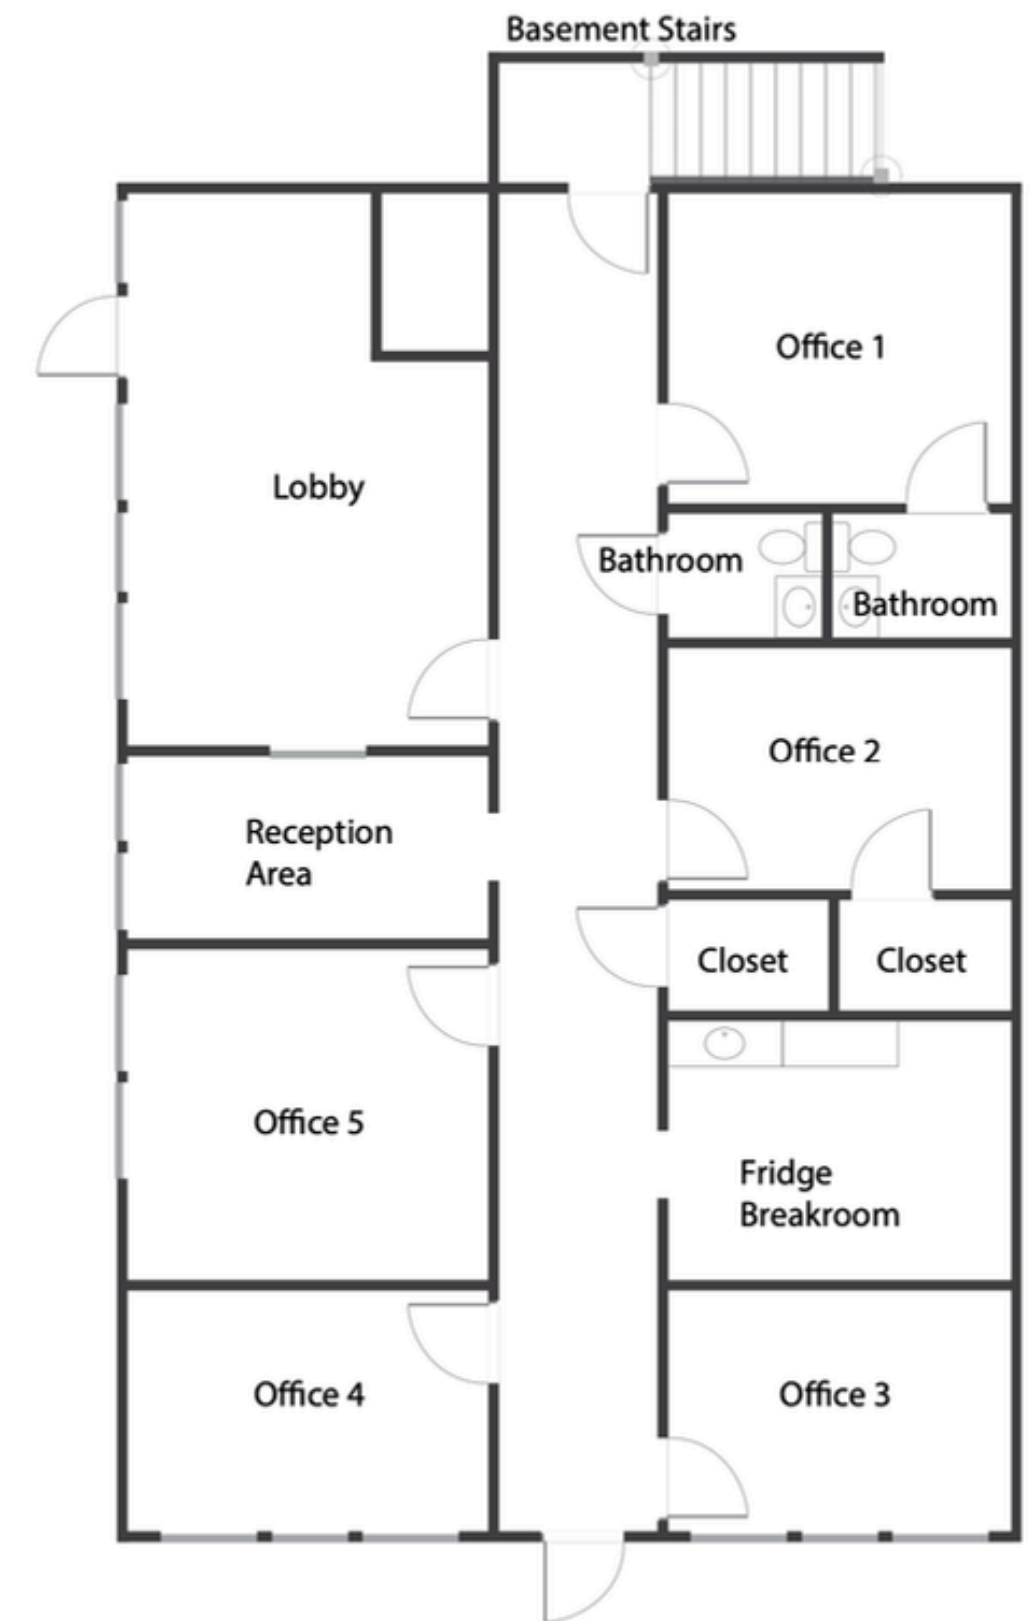 Basement Stairs
Office 1
Lobby
Bathroom
Bathroom
Office 2
Reception
Area
Closet
Closet
Office 5
Fridge
Breakroom
Office 4
Office 3